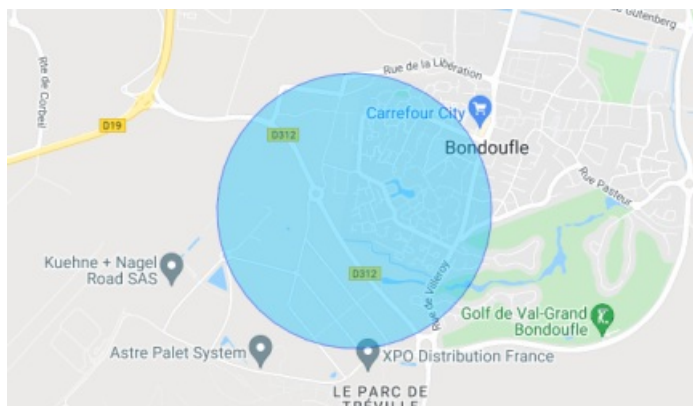 Gutenberg
Rte de Corbeil
Rue de la Libération
Carrefour City
D19
D312
Bondoufle
Rue Pasteur
Kuehne + Nagel
Road SAS
D312
Rue de Villeroy
Golf de Val-Grand
Bondoufle
Astre Palet System
XPO Distribution France
LE PARC DE
TRÉVILLE